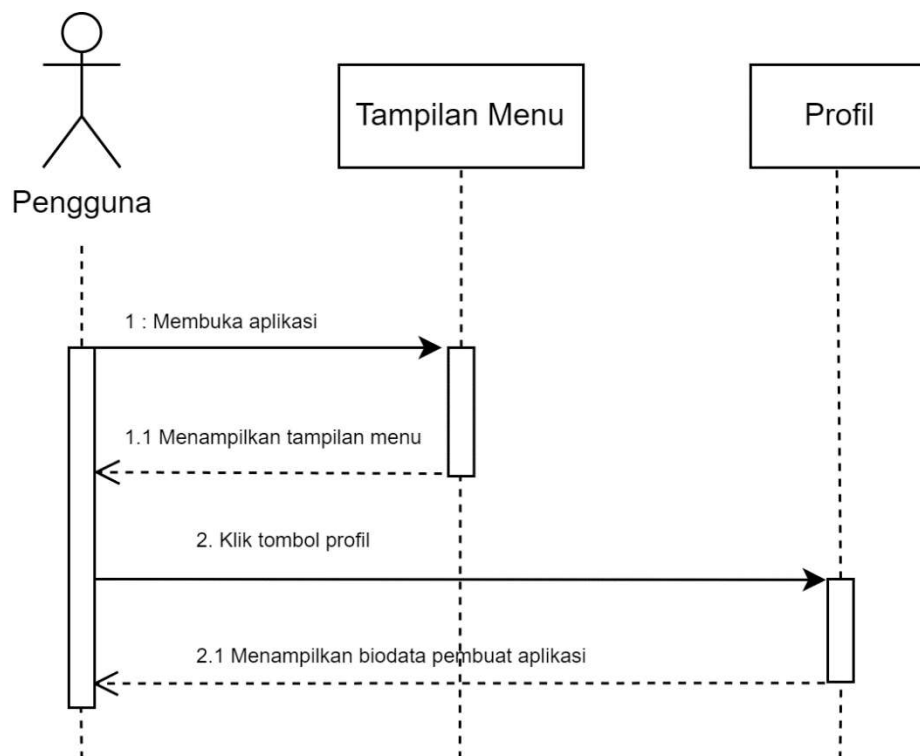 Tampilan Menu
Profil
Pengguna
1 : Membuka aplikasi
1.1 Menampilkan tampilan menu
2. Klik tombol profil
2.1 Menampilkan biodata pembuat aplikasi